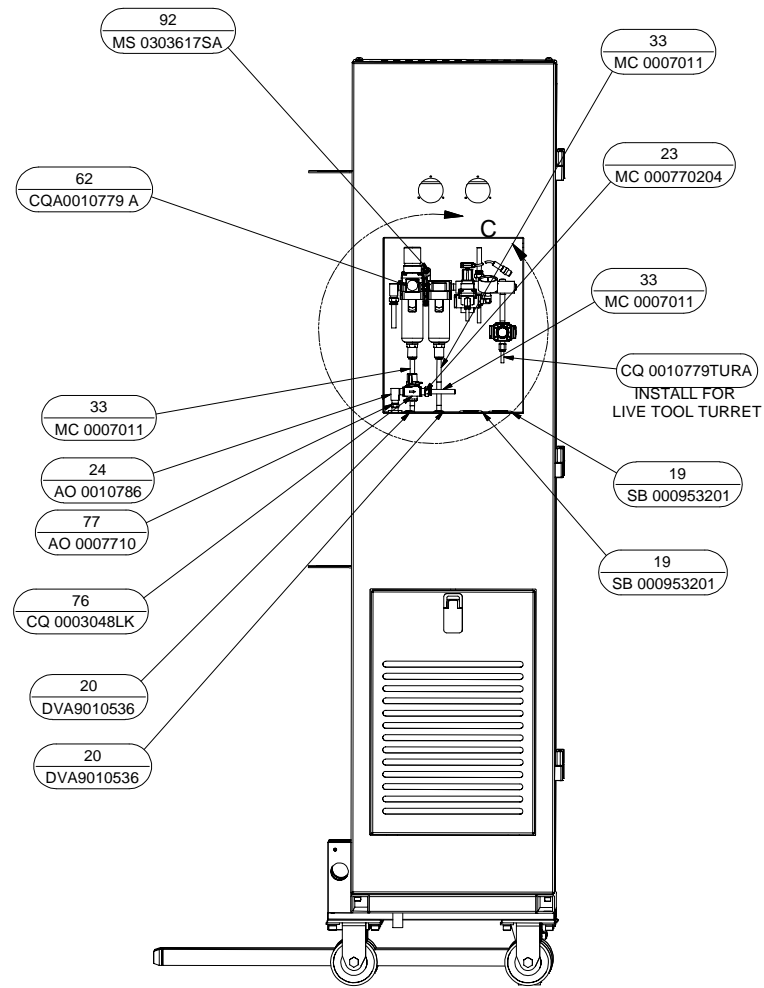 92
MS 0303617SA
33
MC 0007011
23
MC 000770204
62
CQA0010779 A
C
33
MC 0007011
CQ 0010779TURA
INSTALL FOR
LIVE TOOL TURRET
33
MC 0007011
24
AO 0010786
19
SB 000953201
77
AO 0007710
19
SB 000953201
76
CQ 0003048LK
20
DVA9010536
20
DVA9010536